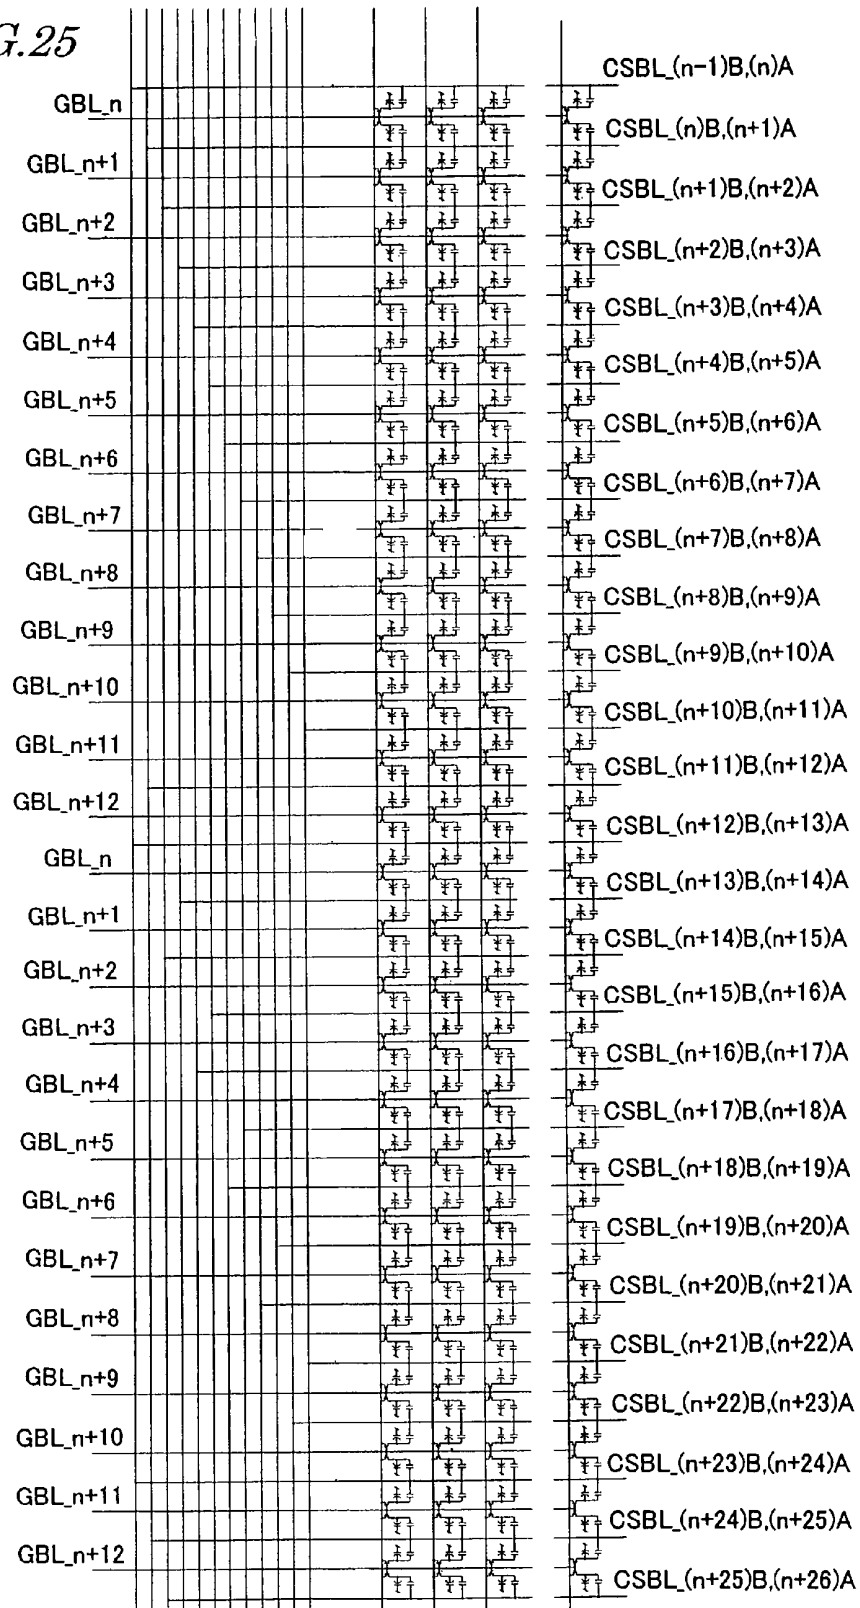 G.25
CSBL_(n-1)B,(n)A
GBL_n
CSBL_(n)B,(n+1)A
GBL_n+1
CSBL_(n+1)B,(n+2)A
GBL_n+2
CSBL_(n+2)B,(n+3)A
GBL_n+3
CSBL_(n+3)B,(n+4)A
GBL_n+4
CSBL_(n+4)B,(n+5)A
GBL_n+5
CSBL_(n+5)B,(n+6)A
GBL_n+6
CSBL_(n+6)B,(n+7)A
GBL_n+7
CSBL_(n+7)B,(n+8)A
GBL_n+8
CSBL_(n+8)B,(n+9)A
GBL_n+9
CSBL_(n+9)B,(n+10)A
GBL_n+10
CSBL_(n+10)B,(n+11)A
GBL_n+11
CSBL_(n+11)B,(n+12)A
GBL_n+12
CSBL_(n+12)B,(n+13)A
GBL_n
CSBL_(n+13)B,(n+14)A
GBL_n+1
CSBL_(n+14)B,(n+15)A
GBL_n+2
CSBL_(n+15)B,(n+16)A
GBL_n+3
CSBL_(n+16)B,(n+17)A
GBL_n+4
CSBL_(n+17)B,(n+18)A
GBL_n+5
CSBL_(n+18)B,(n+19)A
GBL_n+6
CSBL_(n+19)B,(n+20)A
GBL_n+7
CSBL_(n+20)B,(n+21)A
GBL_n+8
CSBL_(n+21)B,(n+22)A
GBL_n+9
CSBL_(n+22)B,(n+23)A
GBL_n+10
CSBL_(n+23)B,(n+24)A
GBL_n+11
CSBL_(n+24)B,(n+25)A
GBL_n+12
CSBL_(n+25)B,(n+26)A